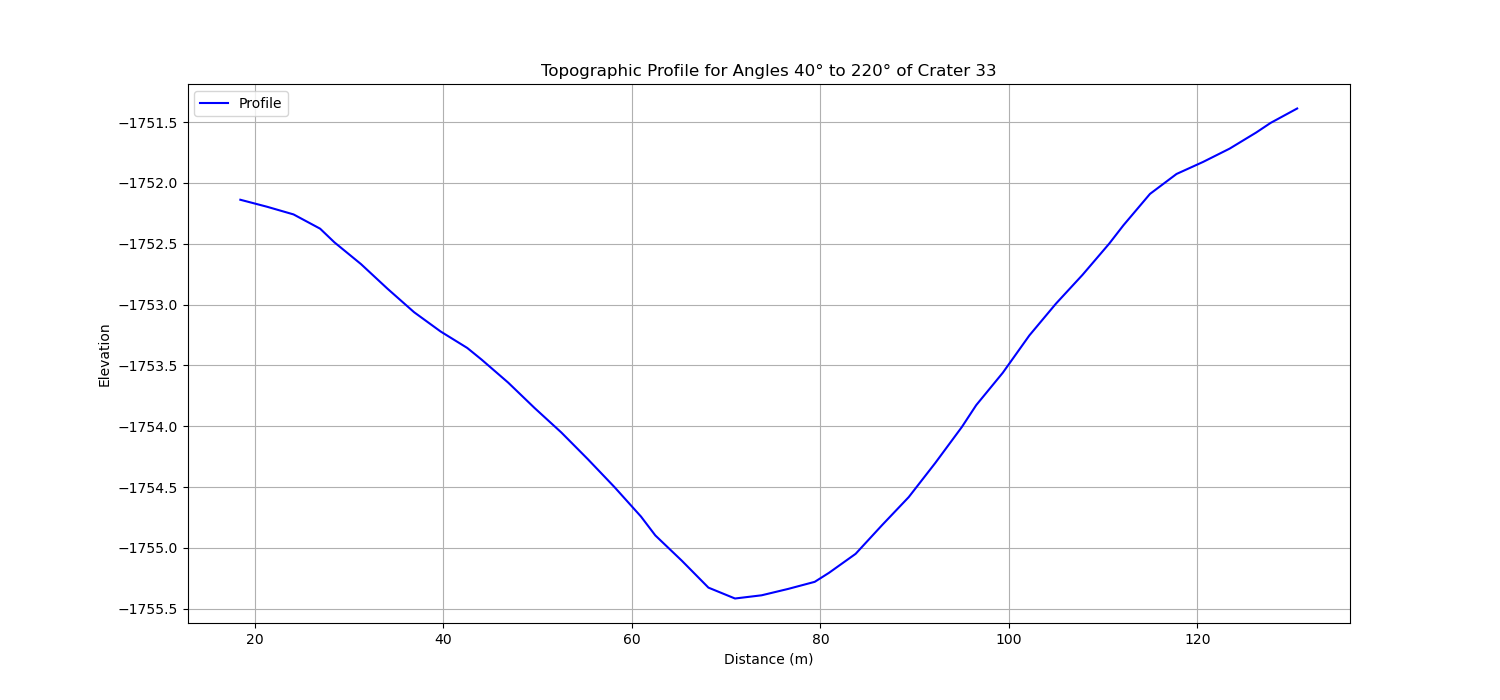 Topographic Profile for Angles 40° to 220° of Crater 33
Profile
−1751.5
−1752.0
−1752.5
−1753.0
−1753.5
−1754.0
−1754.5
−1755.0
−1755.5
Elevation
20 40 60 80 100 120
Distance (m)